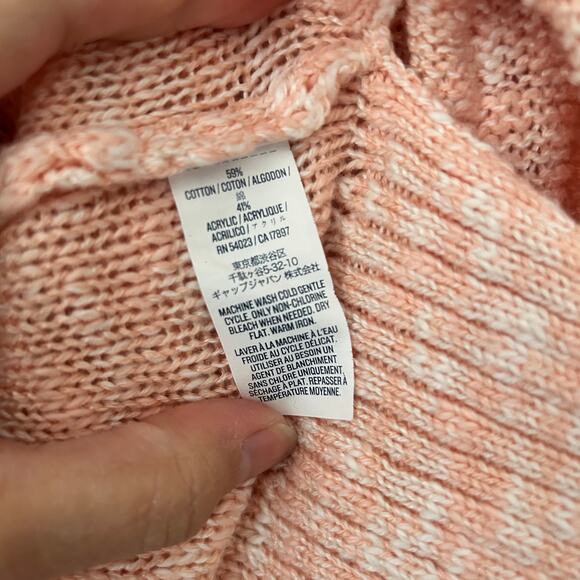 59%
COTTON / COTON / ALGODON /
綿
41%
ACRYLIC / ACRYLIQUE /
ACRILICO / アクリル
RN 54023 / CA 17897
東京都渋谷区
千駄ヶ谷5-32-10
ギャップジャパン 株式会社
MACHINE WASH COLD GENTLE
CYCLE. ONLY NON-CHLORINE
BLEACH WHEN NEEDED. DRY
FLAT. WARM IRON.
LAVER À LA MACHINE À L'EAU
FROIDE AU CYCLE DÉLICAT.
UTILISER AU BESOIN UN
AGENT DE BLANCHIMENT
SANS CHLORE UNIQUEMENT.
SÉCHAGE À PLAT. REPASSER À
TEMPÉRATURE MOYENNE.